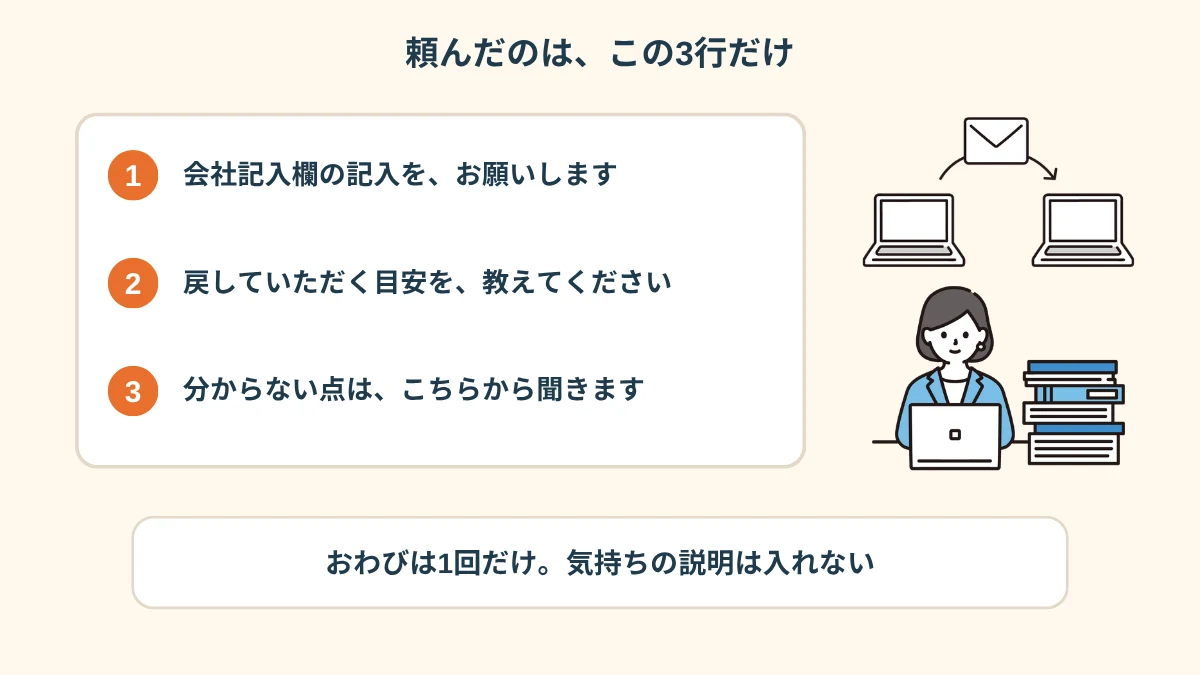 頼んだのは、この3行だけ
1 会社記入欄の記入を、お願いします
2 戻していただく目安を、教えてください
3 分からない点は、こちらから聞きます
おわびは1回だけ。気持ちの説明は入れない